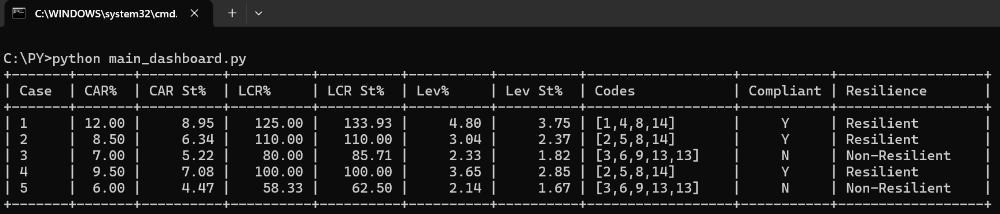 C:\WINDOWS\system32\cmd.
C:\PY>python main_dashboard.py
+-------+-------+----------+----------+----------+----------+----------+------------------+-----------+------------------+
| Case  | CAR%  | CAR St%  | LCR%     | LCR St%  | Lev%     | Lev St%  | Codes            | Compliant | Resilience       |
+-------+-------+----------+----------+----------+----------+----------+------------------+-----------+------------------+
| 1     | 12.00 |     8.95 |   125.00 |   133.93 |     4.80 |     3.75 | [1,4,8,14]       |     Y     | Resilient        |
| 2     |  8.50 |     6.34 |   110.00 |   110.00 |     3.04 |     2.37 | [2,5,8,14]       |     Y     | Resilient        |
| 3     |  7.00 |     5.22 |    80.00 |    85.71 |     2.33 |     1.82 | [3,6,9,13,13]    |     N     | Non-Resilient    |
| 4     |  9.50 |     7.08 |   100.00 |   100.00 |     3.65 |     2.85 | [2,5,8,14]       |     Y     | Resilient        |
| 5     |  6.00 |     4.47 |    58.33 |    62.50 |     2.14 |     1.67 | [3,6,9,13,13]    |     N     | Non-Resilient    |
+-------+-------+----------+----------+----------+----------+----------+------------------+-----------+------------------+